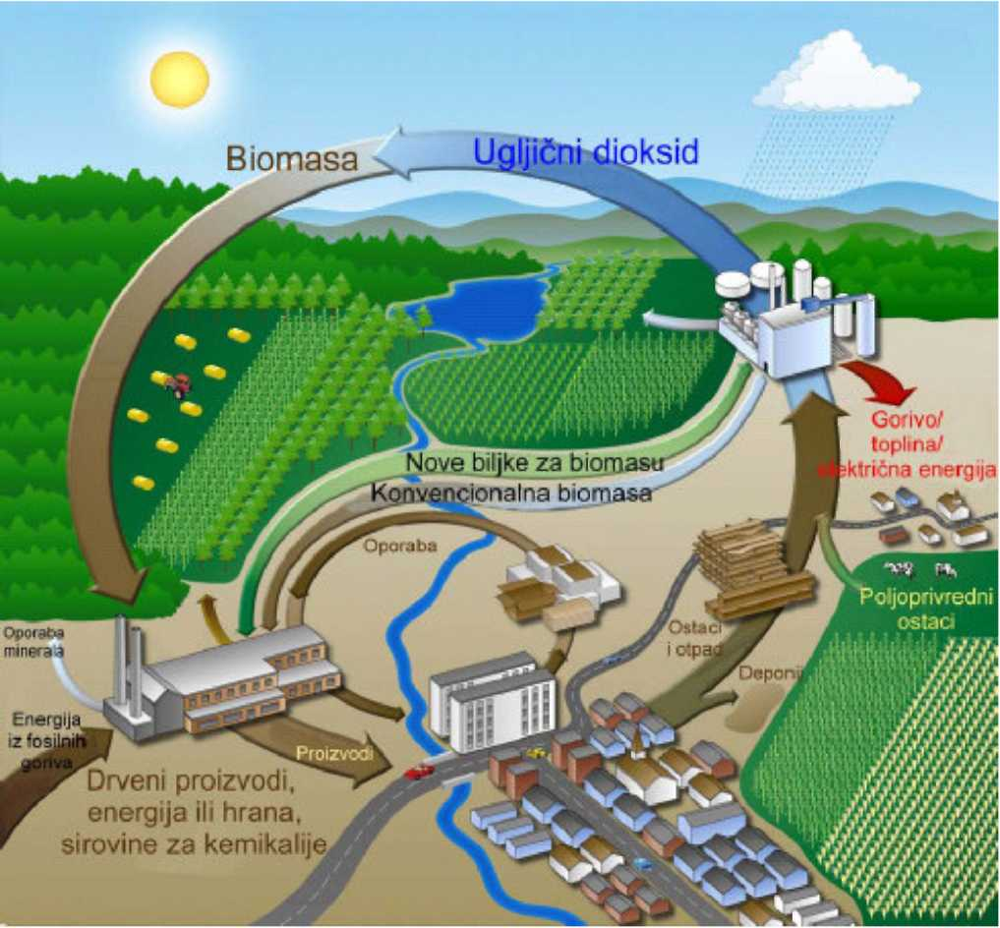 Biomasa
Ugljični dioksid
Gorivo/
toplina/
električna energija
Nove biljke za biomasu
Konvencionalna biomasa
Oporaba
Poljoprivredni
ostaci
Ostaci
i otpad
Deponij
Oporaba
minerala
Energija
iz fosilnih
goriva
Proizvodi
Drveni proizvodi,
energija ili hrana,
sirovine za kemikalije